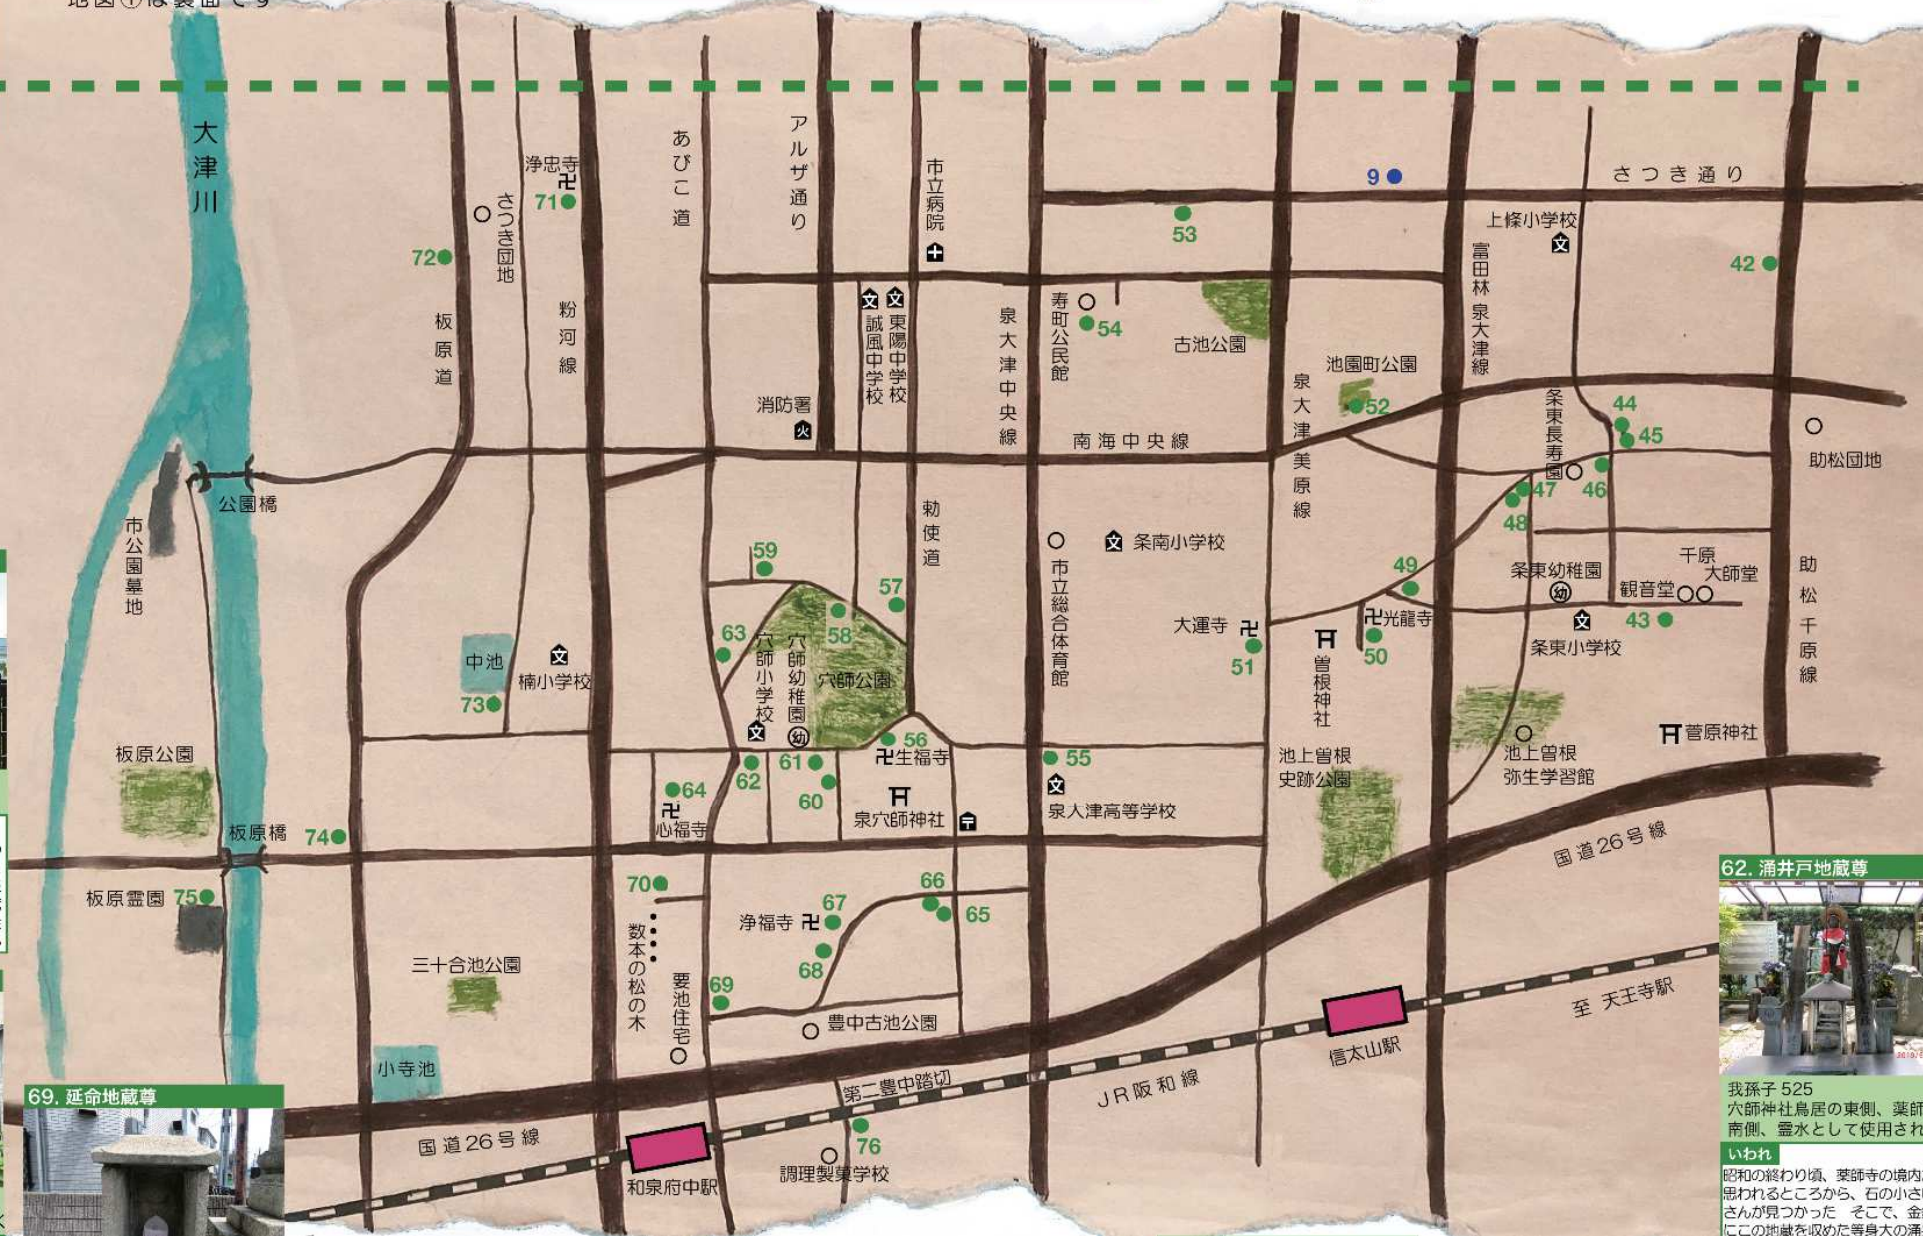 地図①は裏面です
大津川
浄忠寺
71
さつき団地
72
板原道
粉河線
あびこ道
アルザ通り
市立病院
9
さつき通り
53
上條小学校
42
富田林泉大津線
誠風中学校
東陽中学校
泉大津中央線
寿町公民館
54
古池公園
池園町公園
52
泉大津美原線
消防署
南海中央線
条東長寿園
44
45
46
47
48
助松団地
公園橋
市公園墓地
勅使道
市立総合体育館
条南小学校
59
57
58
49
条東幼稚園
千原
大師堂
観音堂
43
条東小学校
助松千原線
63
穴師小学校
穴師幼稚園
穴師公園
大運寺
51
光龍寺
50
曽根神社
中池
楠小学校
73
板原公園
56
生福寺
55
池上曽根
史跡公園
池上曽根
弥生学習館
菅原神社
64
心福寺
62
61
60
泉穴師神社
泉大津高等学校
板原橋
74
国道26号線
板原霊園
75
70
数本の松の木
浄福寺
67
66
65
68
三十合池公園
要池住宅
69
豊中古池公園
小寺池
第二豊中踏切
JR阪和線
信太山駅
至 天王寺駅
国道26号線
和泉府中駅
76
調理製菓学校
69. 延命地蔵尊
62. 涌井戸地蔵尊
我孫子 525
穴師神社鳥居の東側、薬師
南側、霊水として使用され
いわれ
昭和の終わり頃、薬師寺の境内
思われるところから、石の小さ
さんが見つかった そこで、金
にこの地蔵を収めた等身大の涌